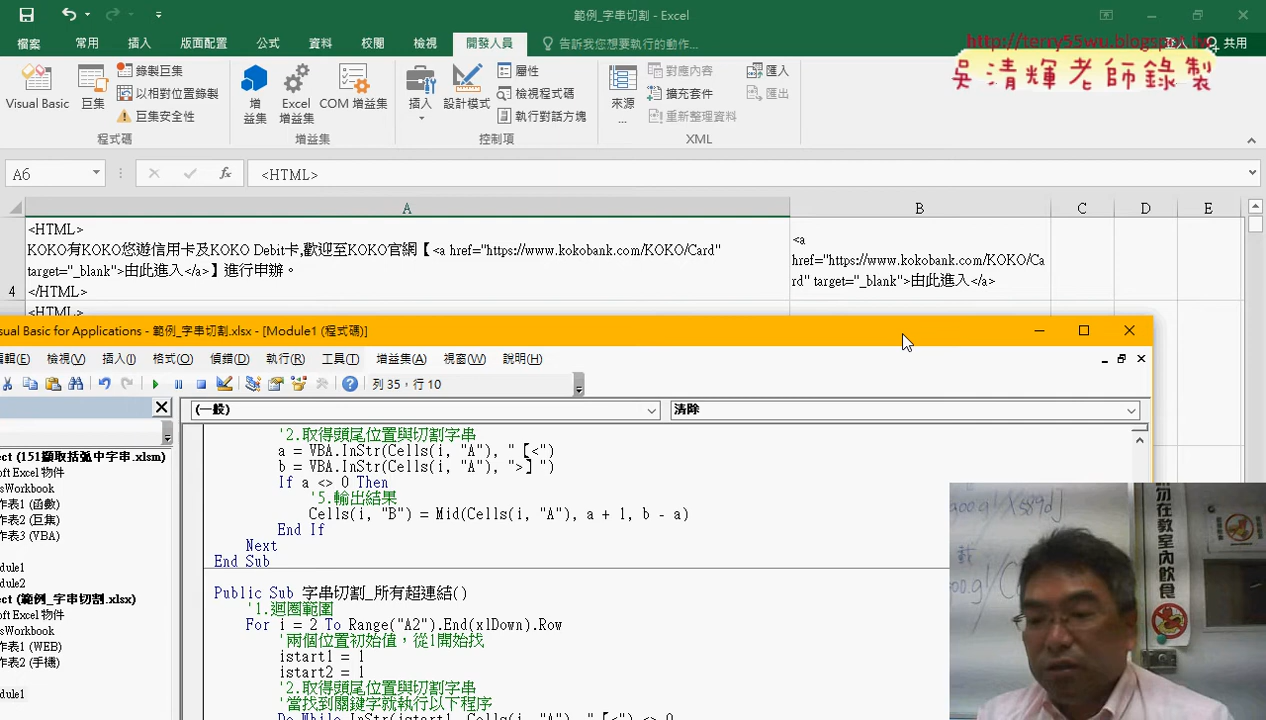 範例_字串切割 - Excel
http://terry55wu.blogspot.tw
吳清輝老師錄製
檔案 常用 插入 版面配置 公式 資料 校閱 檢視 開發人員 告訴我您想要執行的動作... 共用
Visual Basic 巨集 錄製巨集 以相對位置錄製 巨集安全性
增益集 Excel 增益集 COM 增益集
插入 設計模式 屬性 檢視程式碼 執行對話方塊
來源... 對應內容 擴充套件 重新整理資料 匯入 匯出
程式碼 增益集 控制項 XML
A6 fx <HTML>
A B C D E
<HTML>
KOKO有KOKO您遊信用卡及KOKO Debit卡,歡迎至KOKO官網【<a href="https://www.kokobank.com/KOKO/Card"
target="_blank">由此進入</a>】進行申辦。
</HTML>
4
<a
href="https://www.kokobank.com/KOKO/Ca
rd" target="_blank">由此進入</a>
<HTML>
sual Basic for Applications - 範例_字串切割.xlsx - [Module1 (程式碼)]
編輯(E) 檢視(V) 插入(I) 格式(O) 偵錯(D) 執行(R) 工具(T) 增益集(A) 視窗(W) 說明(H)
列 35，行 10
(一般) 清除
ect (151擷取括弧中字串.xlsm)
oft Excel 物件
sWorkbook
作表1 (函數)
作表2 (巨集)
作表3 (VBA)
dule1
dule2
ect (範例_字串切割.xlsx)
oft Excel 物件
sWorkbook
作表1 (WEB)
作表2 (手機)
dule1
'2.取得頭尾位置與切割字串
a = VBA.InStr(Cells(i, "A"), "【<")
b = VBA.InStr(Cells(i, "A"), ">】")
If a <> 0 Then
'5.輸出結果
Cells(i, "B") = Mid(Cells(i, "A"), a + 1, b - a)
End If
Next
End Sub
Public Sub 字串切割_所有超連結()
'1.迴圈範圍
For i = 2 To Range("A2").End(xlDown).Row
'兩個位置初始值，從1開始找
istart1 = 1
istart2 = 1
'2.取得頭尾位置與切割字串
'當找到關鍵字就執行以下程序
Do While InStr(istart1, Cells(i, "A"), "【<") <> 0
勿在教室內飲食